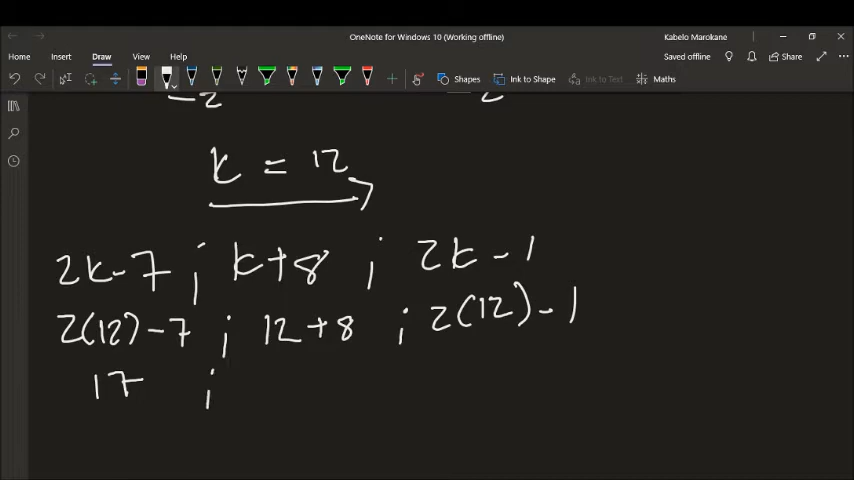 OneNote for Windows 10 (Working offline)
Kabelo Marokane
Home Insert Draw View Help
Saved offline Share
Shapes Ink to Shape Ink to Text Maths
-2 2
k = 12
2k-7 ; k+8 ; 2k-1
2(12)-7 ; 12+8 ; 2(12)-1
17 ;